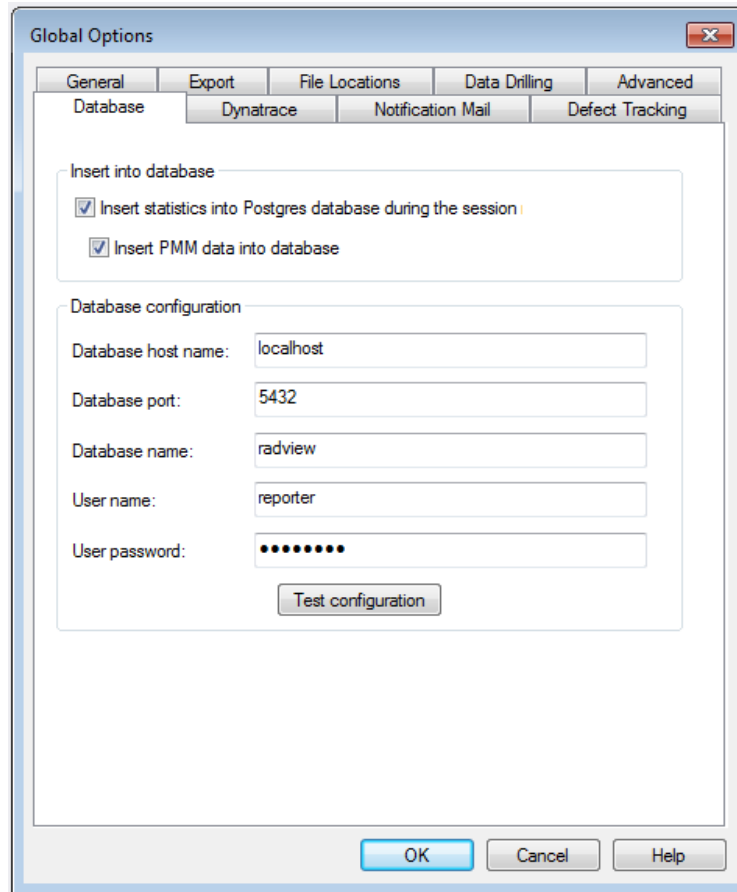 Global Options
General Export File Locations Data Drilling Advanced
Database Dynatrace Notification Mail Defect Tracking
Insert into database
Insert statistics into Postgres database during the session
Insert PMM data into database
Database configuration
Database host name: localhost
Database port: 5432
Database name: radview
User name: reporter
User password: ●●●●●●●●
Test configuration
OK Cancel Help